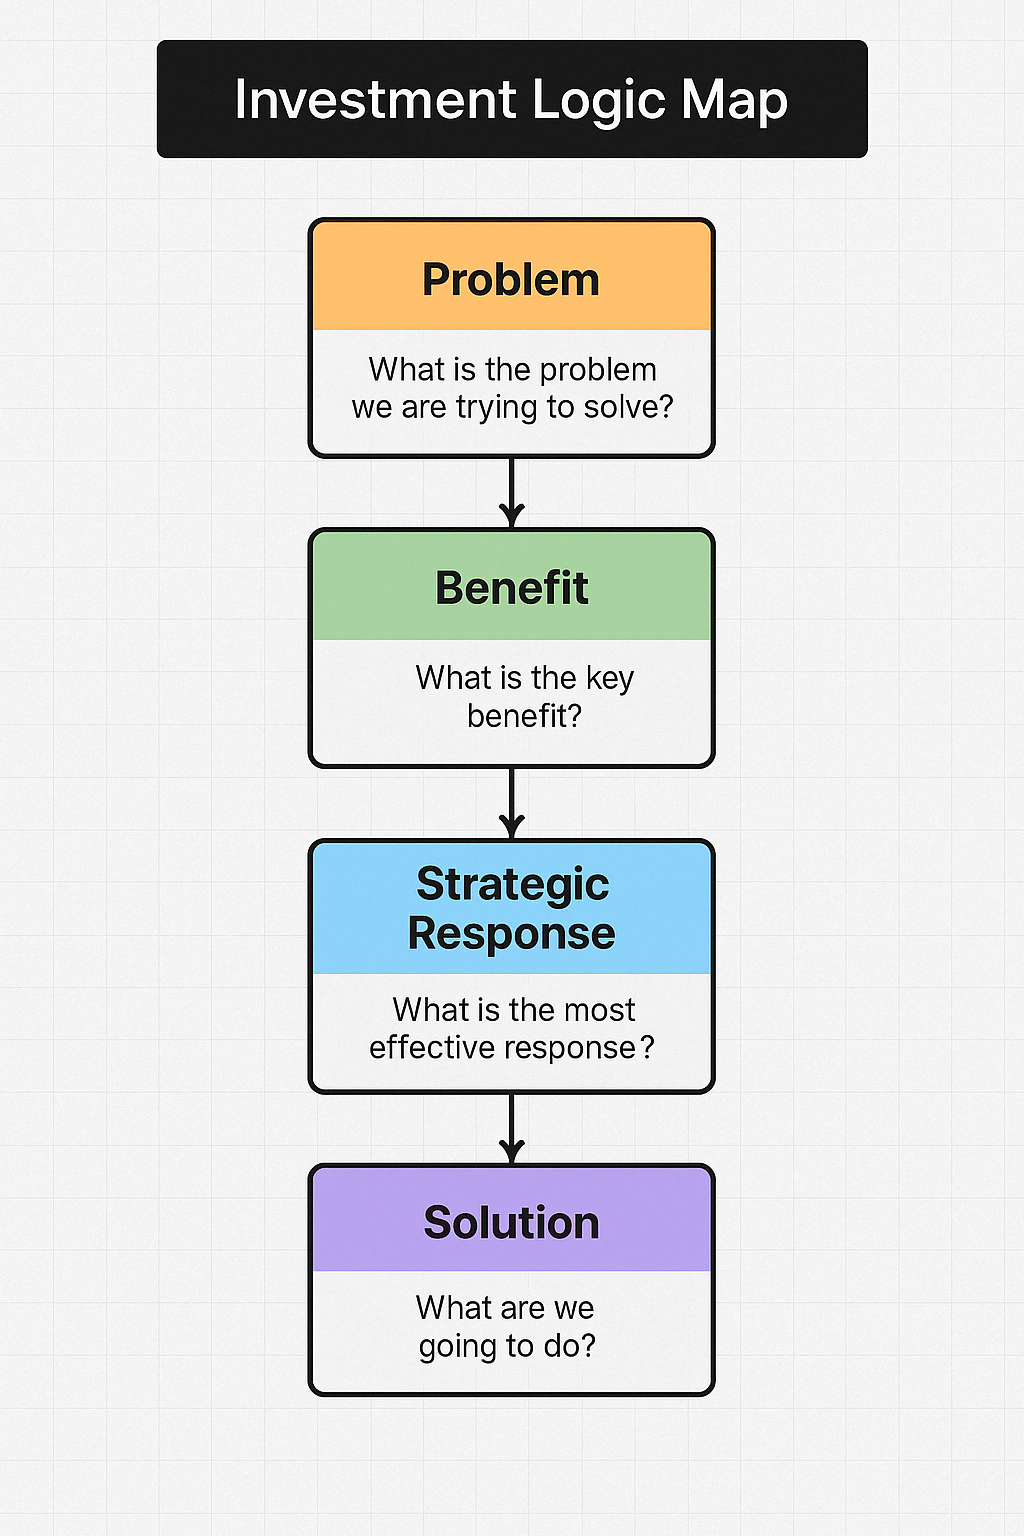 Investment Logic Map
Problem
What is the problem
we are trying to solve?
Benefit
What is the key
benefit?
Strategic
Response
What is the most
effective response?
Solution
What are we
going to do?